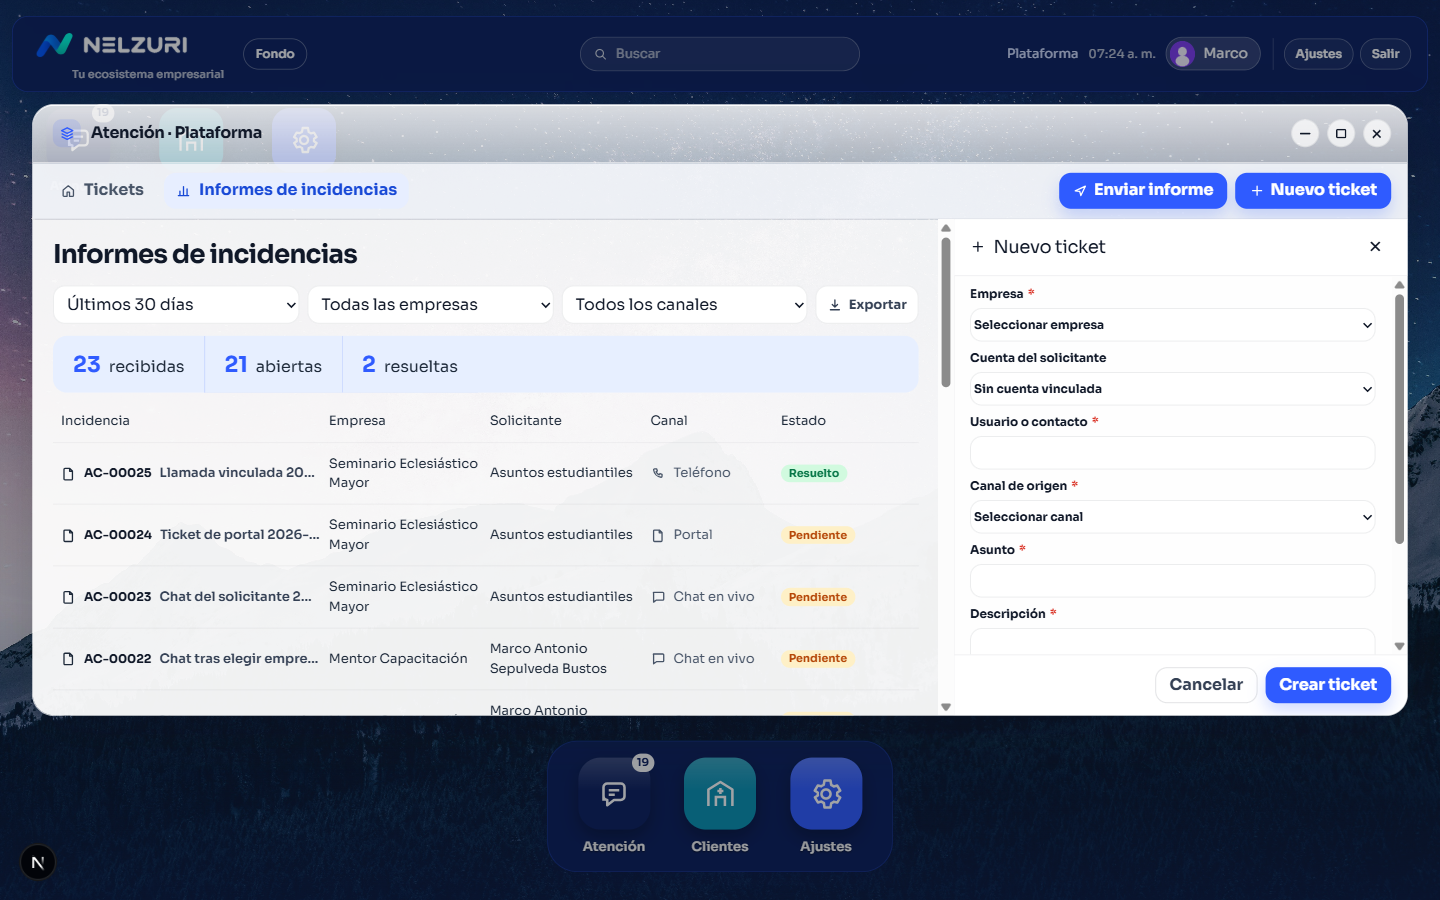 NELZURI
Tu ecosistema empresarial
Fondo
Buscar
Plataforma
07:24 a. m.
Marco
Ajustes
Salir
19
Atención · Plataforma
Tickets
Informes de incidencias
Enviar informe
+ Nuevo ticket
Informes de incidencias
Últimos 30 días
Todas las empresas
Todos los canales
Exportar
23 recibidas
21 abiertas
2 resueltas
Incidencia Empresa Solicitante Canal Estado
AC-00025 Llamada vinculada 20... Seminario Eclesiástico Mayor Asuntos estudiantiles Teléfono Resuelto
AC-00024 Ticket de portal 2026-... Seminario Eclesiástico Mayor Asuntos estudiantiles Portal Pendiente
AC-00023 Chat del solicitante 2... Seminario Eclesiástico Mayor Asuntos estudiantiles Chat en vivo Pendiente
AC-00022 Chat tras elegir empre... Mentor Capacitación Marco Antonio Sepulveda Bustos Chat en vivo Pendiente
Marco Antonio
+ Nuevo ticket
Empresa *
Seleccionar empresa
Cuenta del solicitante
Sin cuenta vinculada
Usuario o contacto *
Canal de origen *
Seleccionar canal
Asunto *
Descripción *
Cancelar
Crear ticket
19
Atención
Clientes
Ajustes
N